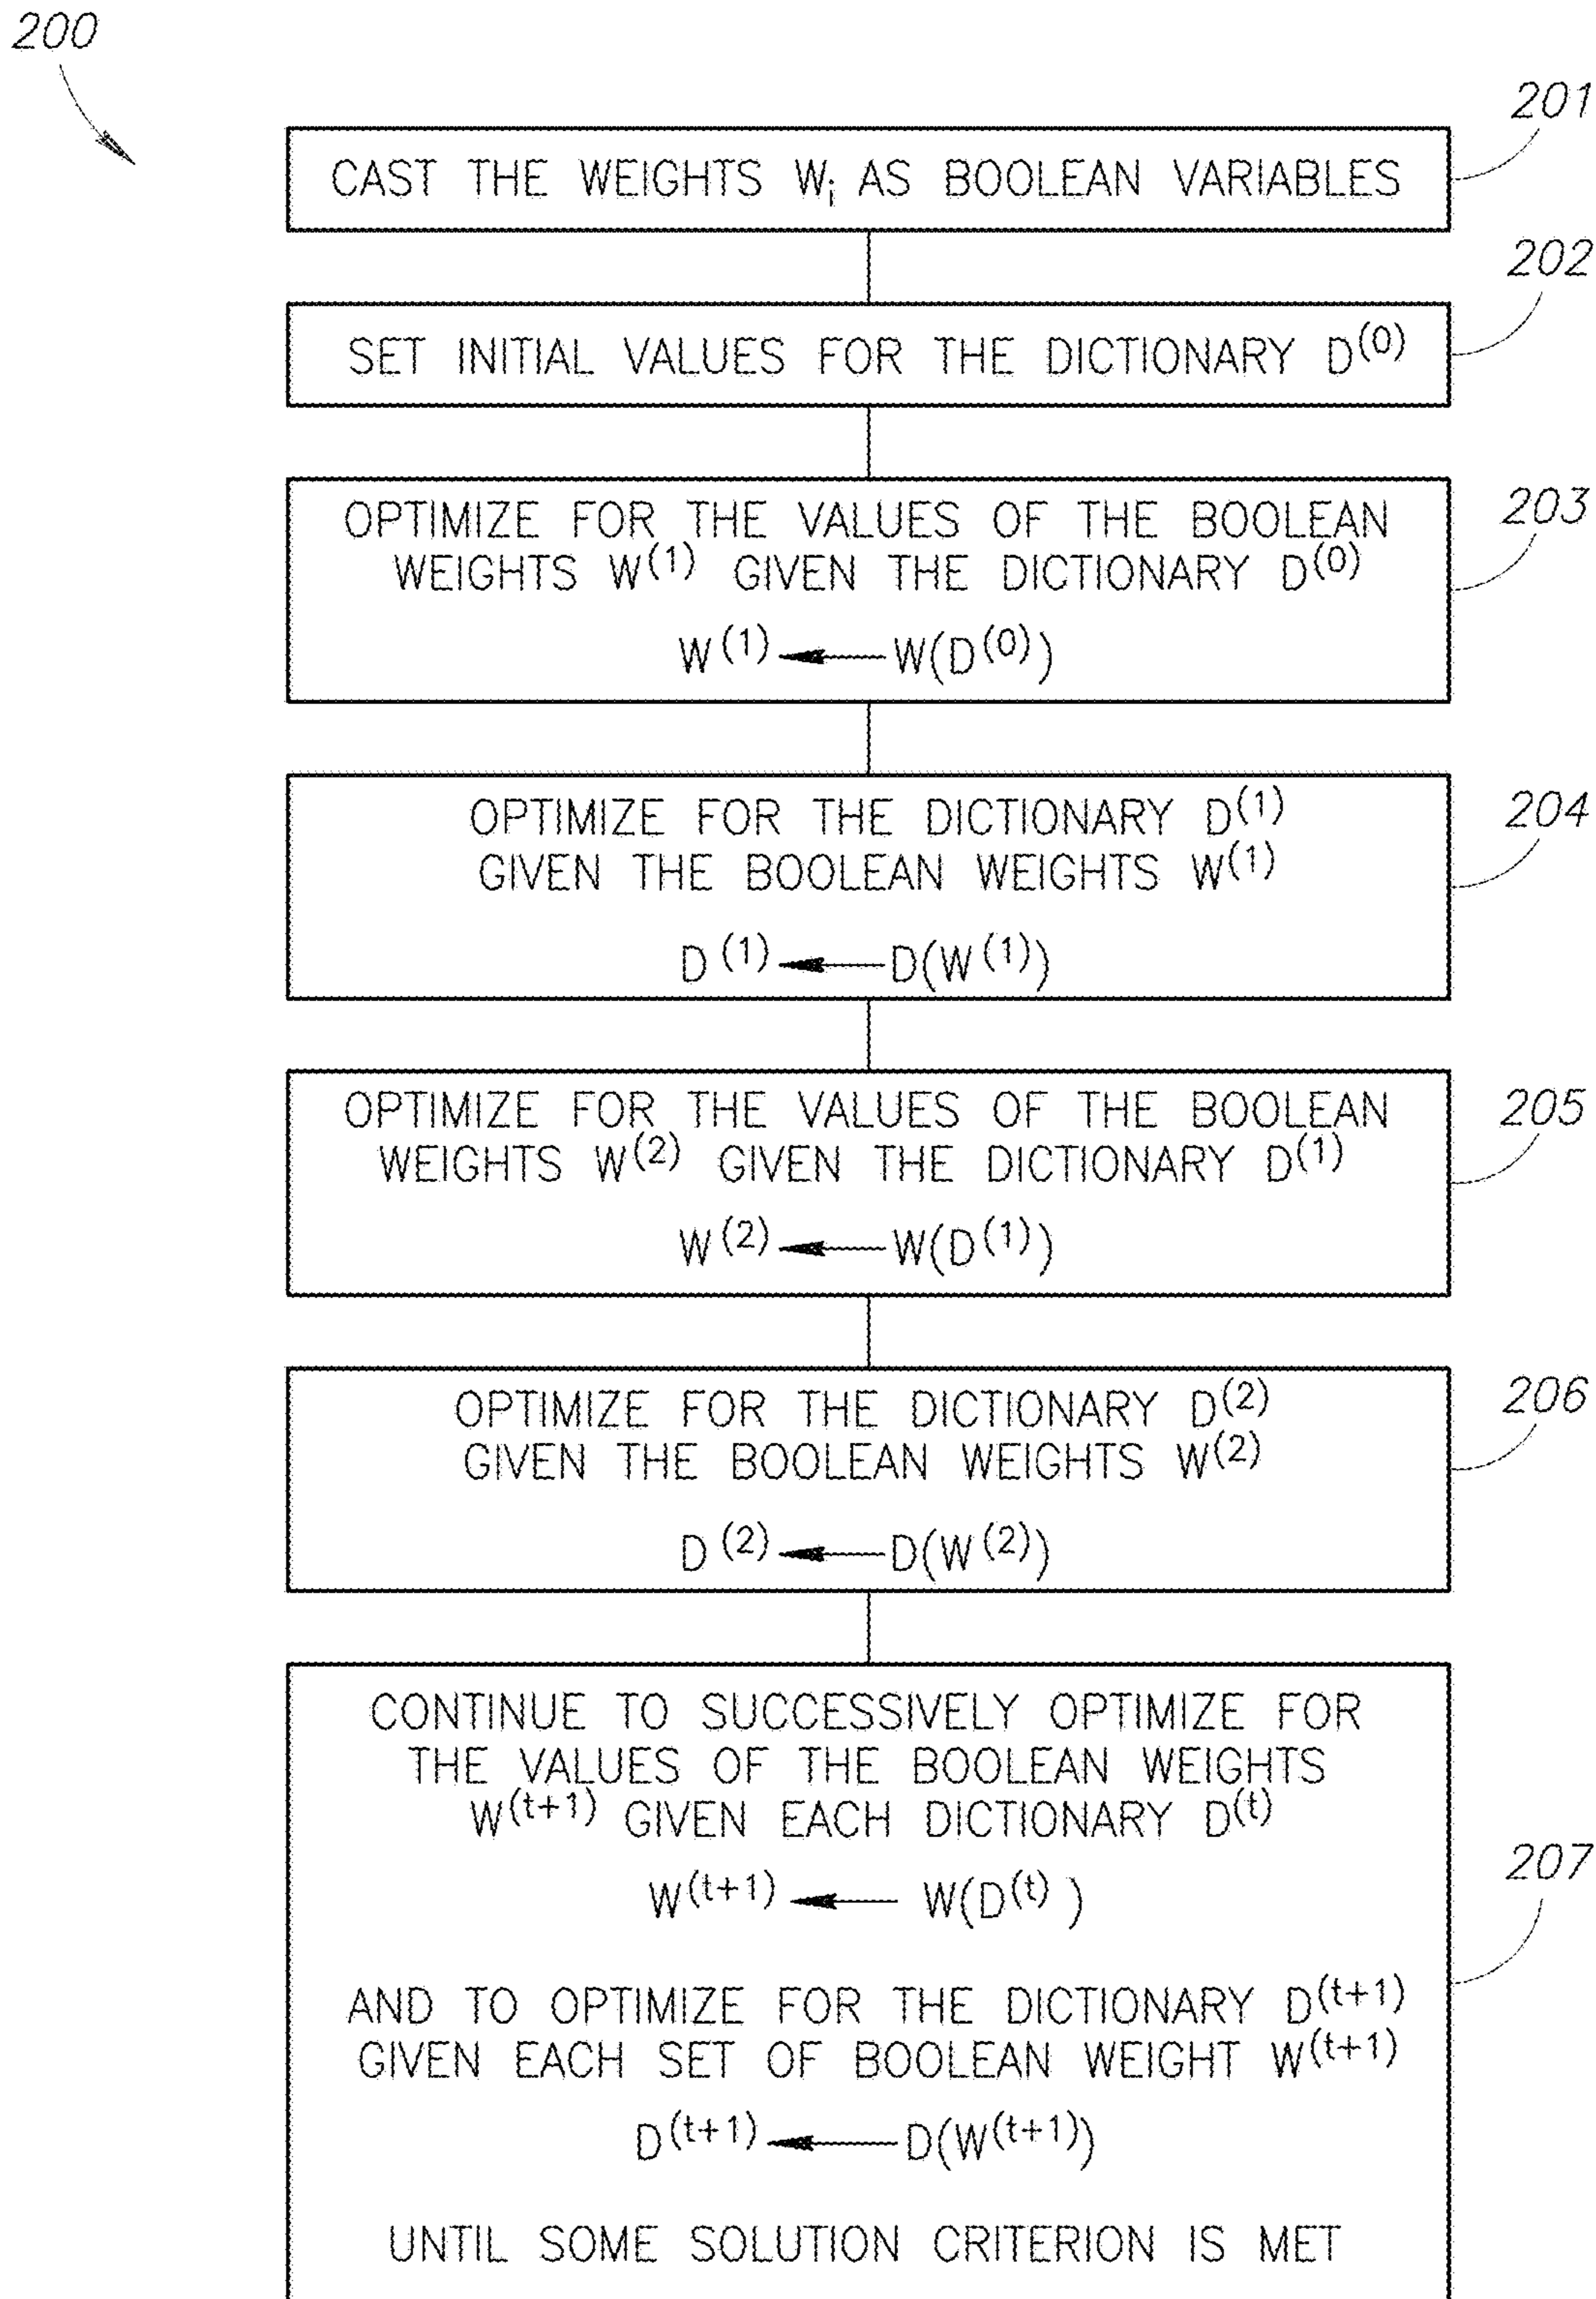 200
201
CAST THE WEIGHTS Wᵢ AS BOOLEAN VARIABLES
202
SET INITIAL VALUES FOR THE DICTIONARY D⁽⁰⁾
203
OPTIMIZE FOR THE VALUES OF THE BOOLEAN
WEIGHTS W⁽¹⁾ GIVEN THE DICTIONARY D⁽⁰⁾
W⁽¹⁾ ← W(D⁽⁰⁾)
204
OPTIMIZE FOR THE DICTIONARY D⁽¹⁾
GIVEN THE BOOLEAN WEIGHTS W⁽¹⁾
D⁽¹⁾ ← D(W⁽¹⁾)
205
OPTIMIZE FOR THE VALUES OF THE BOOLEAN
WEIGHTS W⁽²⁾ GIVEN THE DICTIONARY D⁽¹⁾
W⁽²⁾ ← W(D⁽¹⁾)
206
OPTIMIZE FOR THE DICTIONARY D⁽²⁾
GIVEN THE BOOLEAN WEIGHTS W⁽²⁾
D⁽²⁾ ← D(W⁽²⁾)
207
CONTINUE TO SUCCESSIVELY OPTIMIZE FOR
THE VALUES OF THE BOOLEAN WEIGHTS
W⁽ᵗ⁺¹⁾ GIVEN EACH DICTIONARY D⁽ᵗ⁾
W⁽ᵗ⁺¹⁾ ← W(D⁽ᵗ⁾)
AND TO OPTIMIZE FOR THE DICTIONARY D⁽ᵗ⁺¹⁾
GIVEN EACH SET OF BOOLEAN WEIGHT W⁽ᵗ⁺¹⁾
D⁽ᵗ⁺¹⁾ ← D(W⁽ᵗ⁺¹⁾)
UNTIL SOME SOLUTION CRITERION IS MET